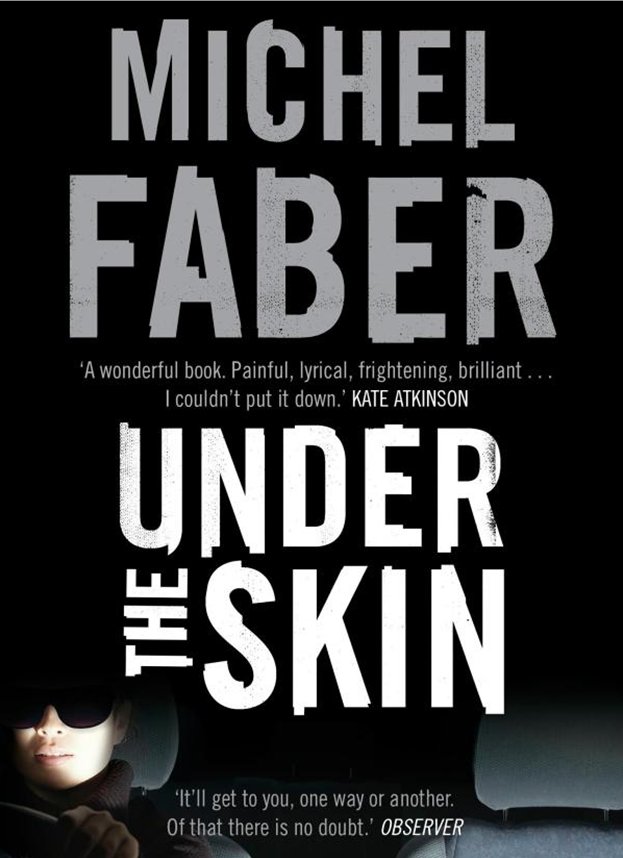 MICHEL
FABER
‘A wonderful book. Painful, lyrical, frightening, brilliant . . .
I couldn’t put it down.’ KATE ATKINSON
UNDER
THE SKIN
‘It’ll get to you, one way or another.
Of that there is no doubt.’ OBSERVER